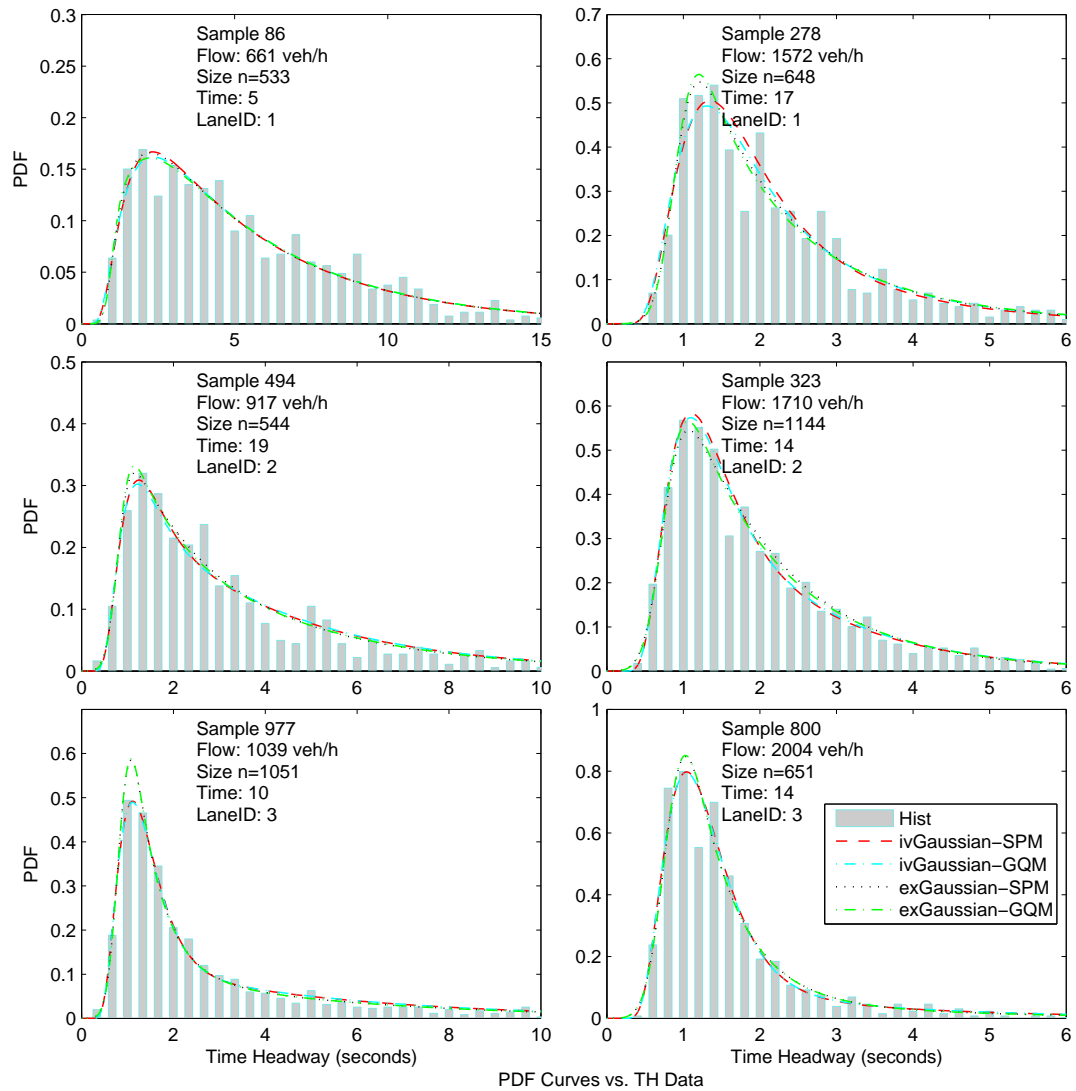 Sample 86
Flow: 661 veh/h
Size n=533
Time: 5
LaneID: 1
PDF
0.3
0.25
0.2
0.15
0.1
0.05
0
5
10
15
Sample 278
Flow: 1572 veh/h
Size n=648
Time: 17
LaneID: 1
0.7
0.6
0.5
0.4
0.3
0.2
0.1
0
0
1
2
3
4
5
6
Sample 494
Flow: 917 veh/h
Size n=544
Time: 19
LaneID: 2
PDF
0.5
0.4
0.3
0.2
0.1
0
0
2
4
6
8
10
Sample 323
Flow: 1710 veh/h
Size n=1144
Time: 14
LaneID: 2
0.6
0.5
0.4
0.3
0.2
0.1
0
0
1
2
3
4
5
6
Sample 977
Flow: 1039 veh/h
Size n=1051
Time: 10
LaneID: 3
PDF
0.6
0.5
0.4
0.3
0.2
0.1
0
0
2
4
6
8
10
Time Headway (seconds)
Sample 800
Flow: 2004 veh/h
Size n=651
Time: 14
LaneID: 3
1
0.8
0.6
0.4
0.2
0
0
1
2
3
4
5
6
Hist
ivGaussian−SPM
ivGaussian−GQM
exGaussian−SPM
exGaussian−GQM
Time Headway (seconds)
PDF Curves vs. TH Data